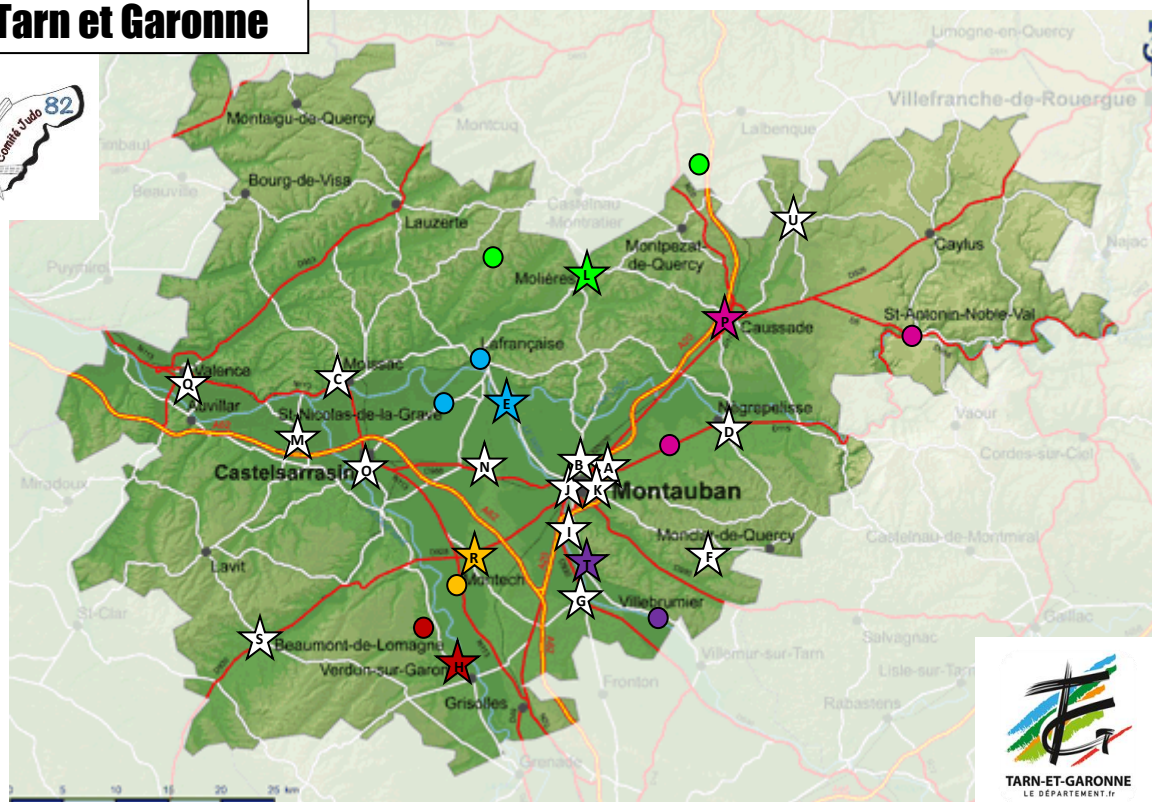 Tarn et Garonne
Comité Judo 82
Limogne-en-Quercy
Villefranche-de-Rouergue
Montaigu-de-Quercy
Montcuq
Lalbenque
Beauville
Bourg-de-Visa
Castelnau
-Montratier
Lauzerte
U
Caylus
Najac
Montpezat-
de-Quercy
Puymirol
Molières
L
St-Antonin-Noble-Val
P
Caussade
Lafrançaise
Moissac
C
Valence
Q
Auvillar
St-Nicolas-de-la-Grave
E
Nègrepelisse
Vaour
D
M
A62
Cordes-sur-Ciel
Castelsarrasin
O
N
B
A
Miradoux
J
K
Montauban
A62
I
Monclar-de-Quercy
Castelnau-de-Montmiral
F
Lavit
R
T
Montech
G
Villebrumier
St-Clar
Gaillac
S
Beaumont-de-Lomagne
Salvagnac
Verdun-sur-Garon
H
Villemur-sur-Tarn
Lisle-sur-Tarn
Fronton
Grisolles
Rabastens
Grenade
5 10 15 20 25 km
TARN-ET-GARONNE
LE DÉPARTEMENT.fr